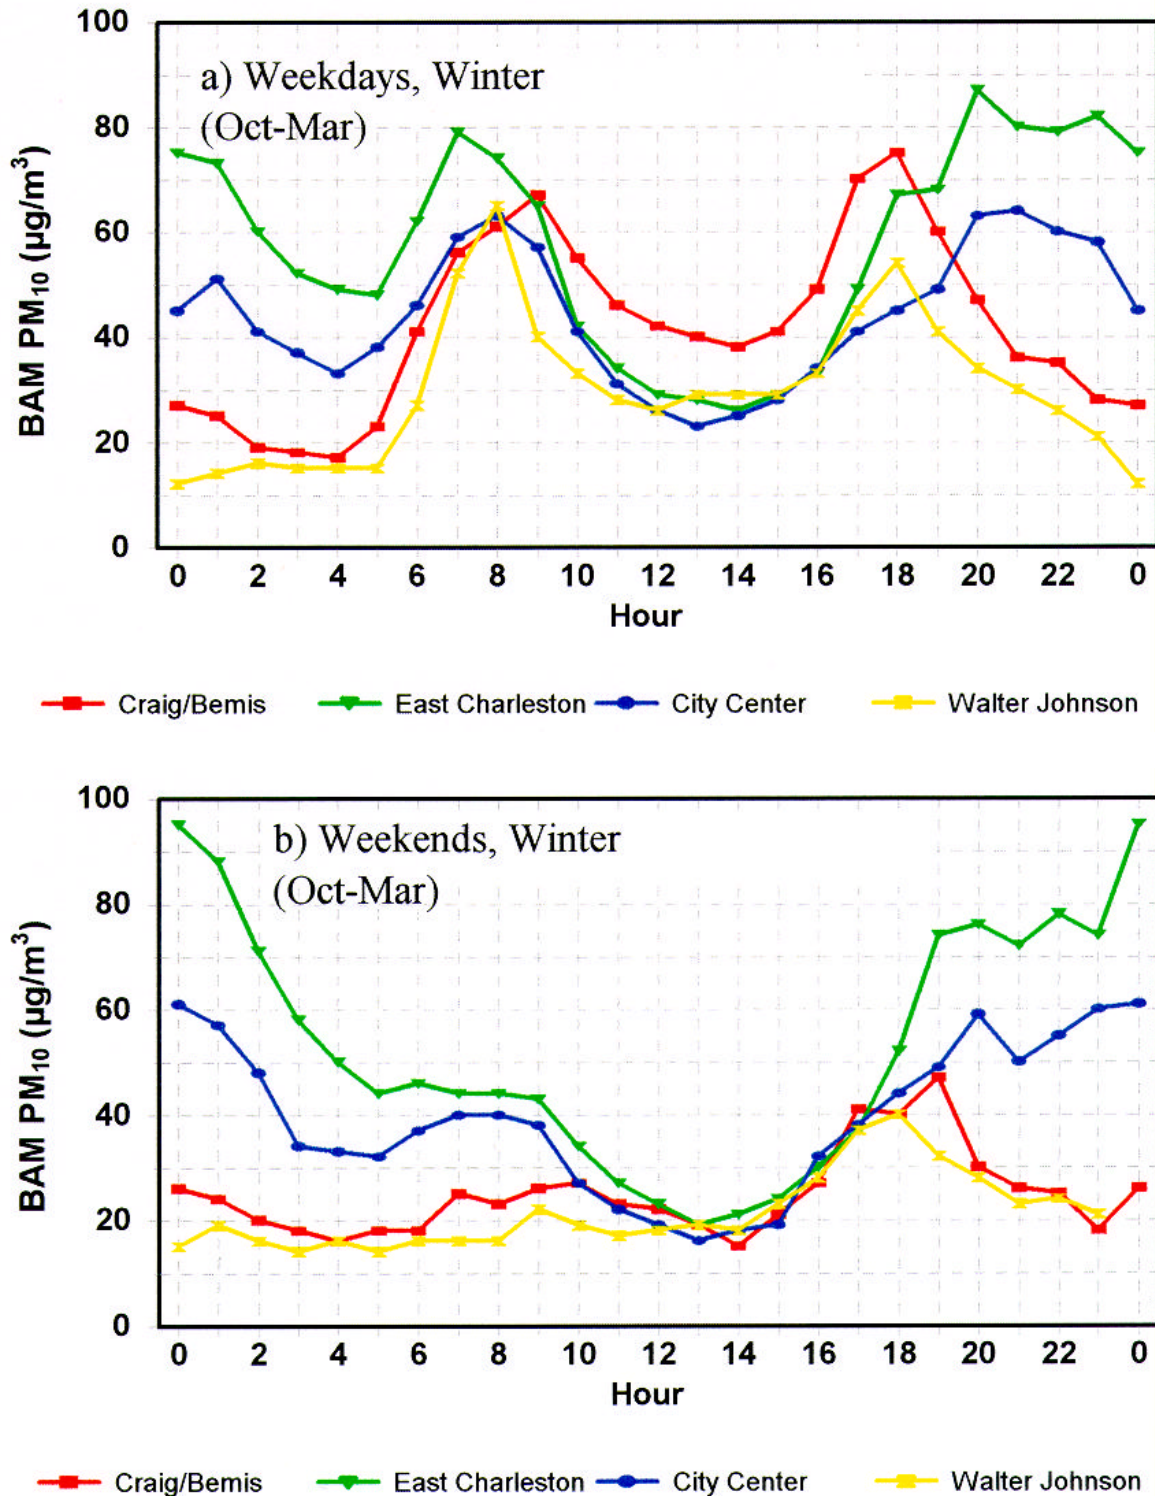 100
80
60
40
20
0
BAM PM₁₀ (µg/m³)
a) Weekdays, Winter
(Oct-Mar)
0 2 4 6 8 10 12 14 16 18 20 22 0
Hour
Craig/Bemis East Charleston City Center Walter Johnson
100
80
60
40
20
0
BAM PM₁₀ (µg/m³)
b) Weekends, Winter
(Oct-Mar)
0 2 4 6 8 10 12 14 16 18 20 22 0
Hour
Craig/Bemis East Charleston City Center Walter Johnson